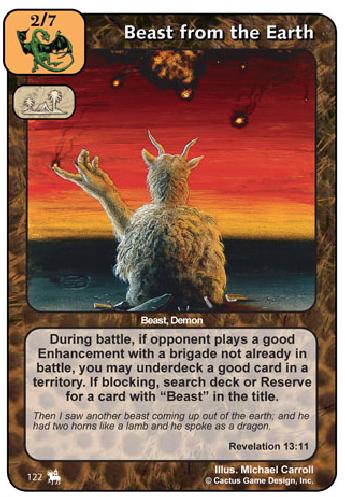 2/7
Beast from the Earth
Beast, Demon
During battle, if opponent plays a good
Enhancement with a brigade not already in
battle, you may underdeck a good card in a
territory. If blocking, search deck or Reserve
for a card with “Beast” in the title.
Then I saw another beast coming up out of the earth; and he
had two horns like a lamb and he spoke as a dragon.
Revelation 13:11
Illus. Michael Carroll
122
© Cactus Game Design, Inc.